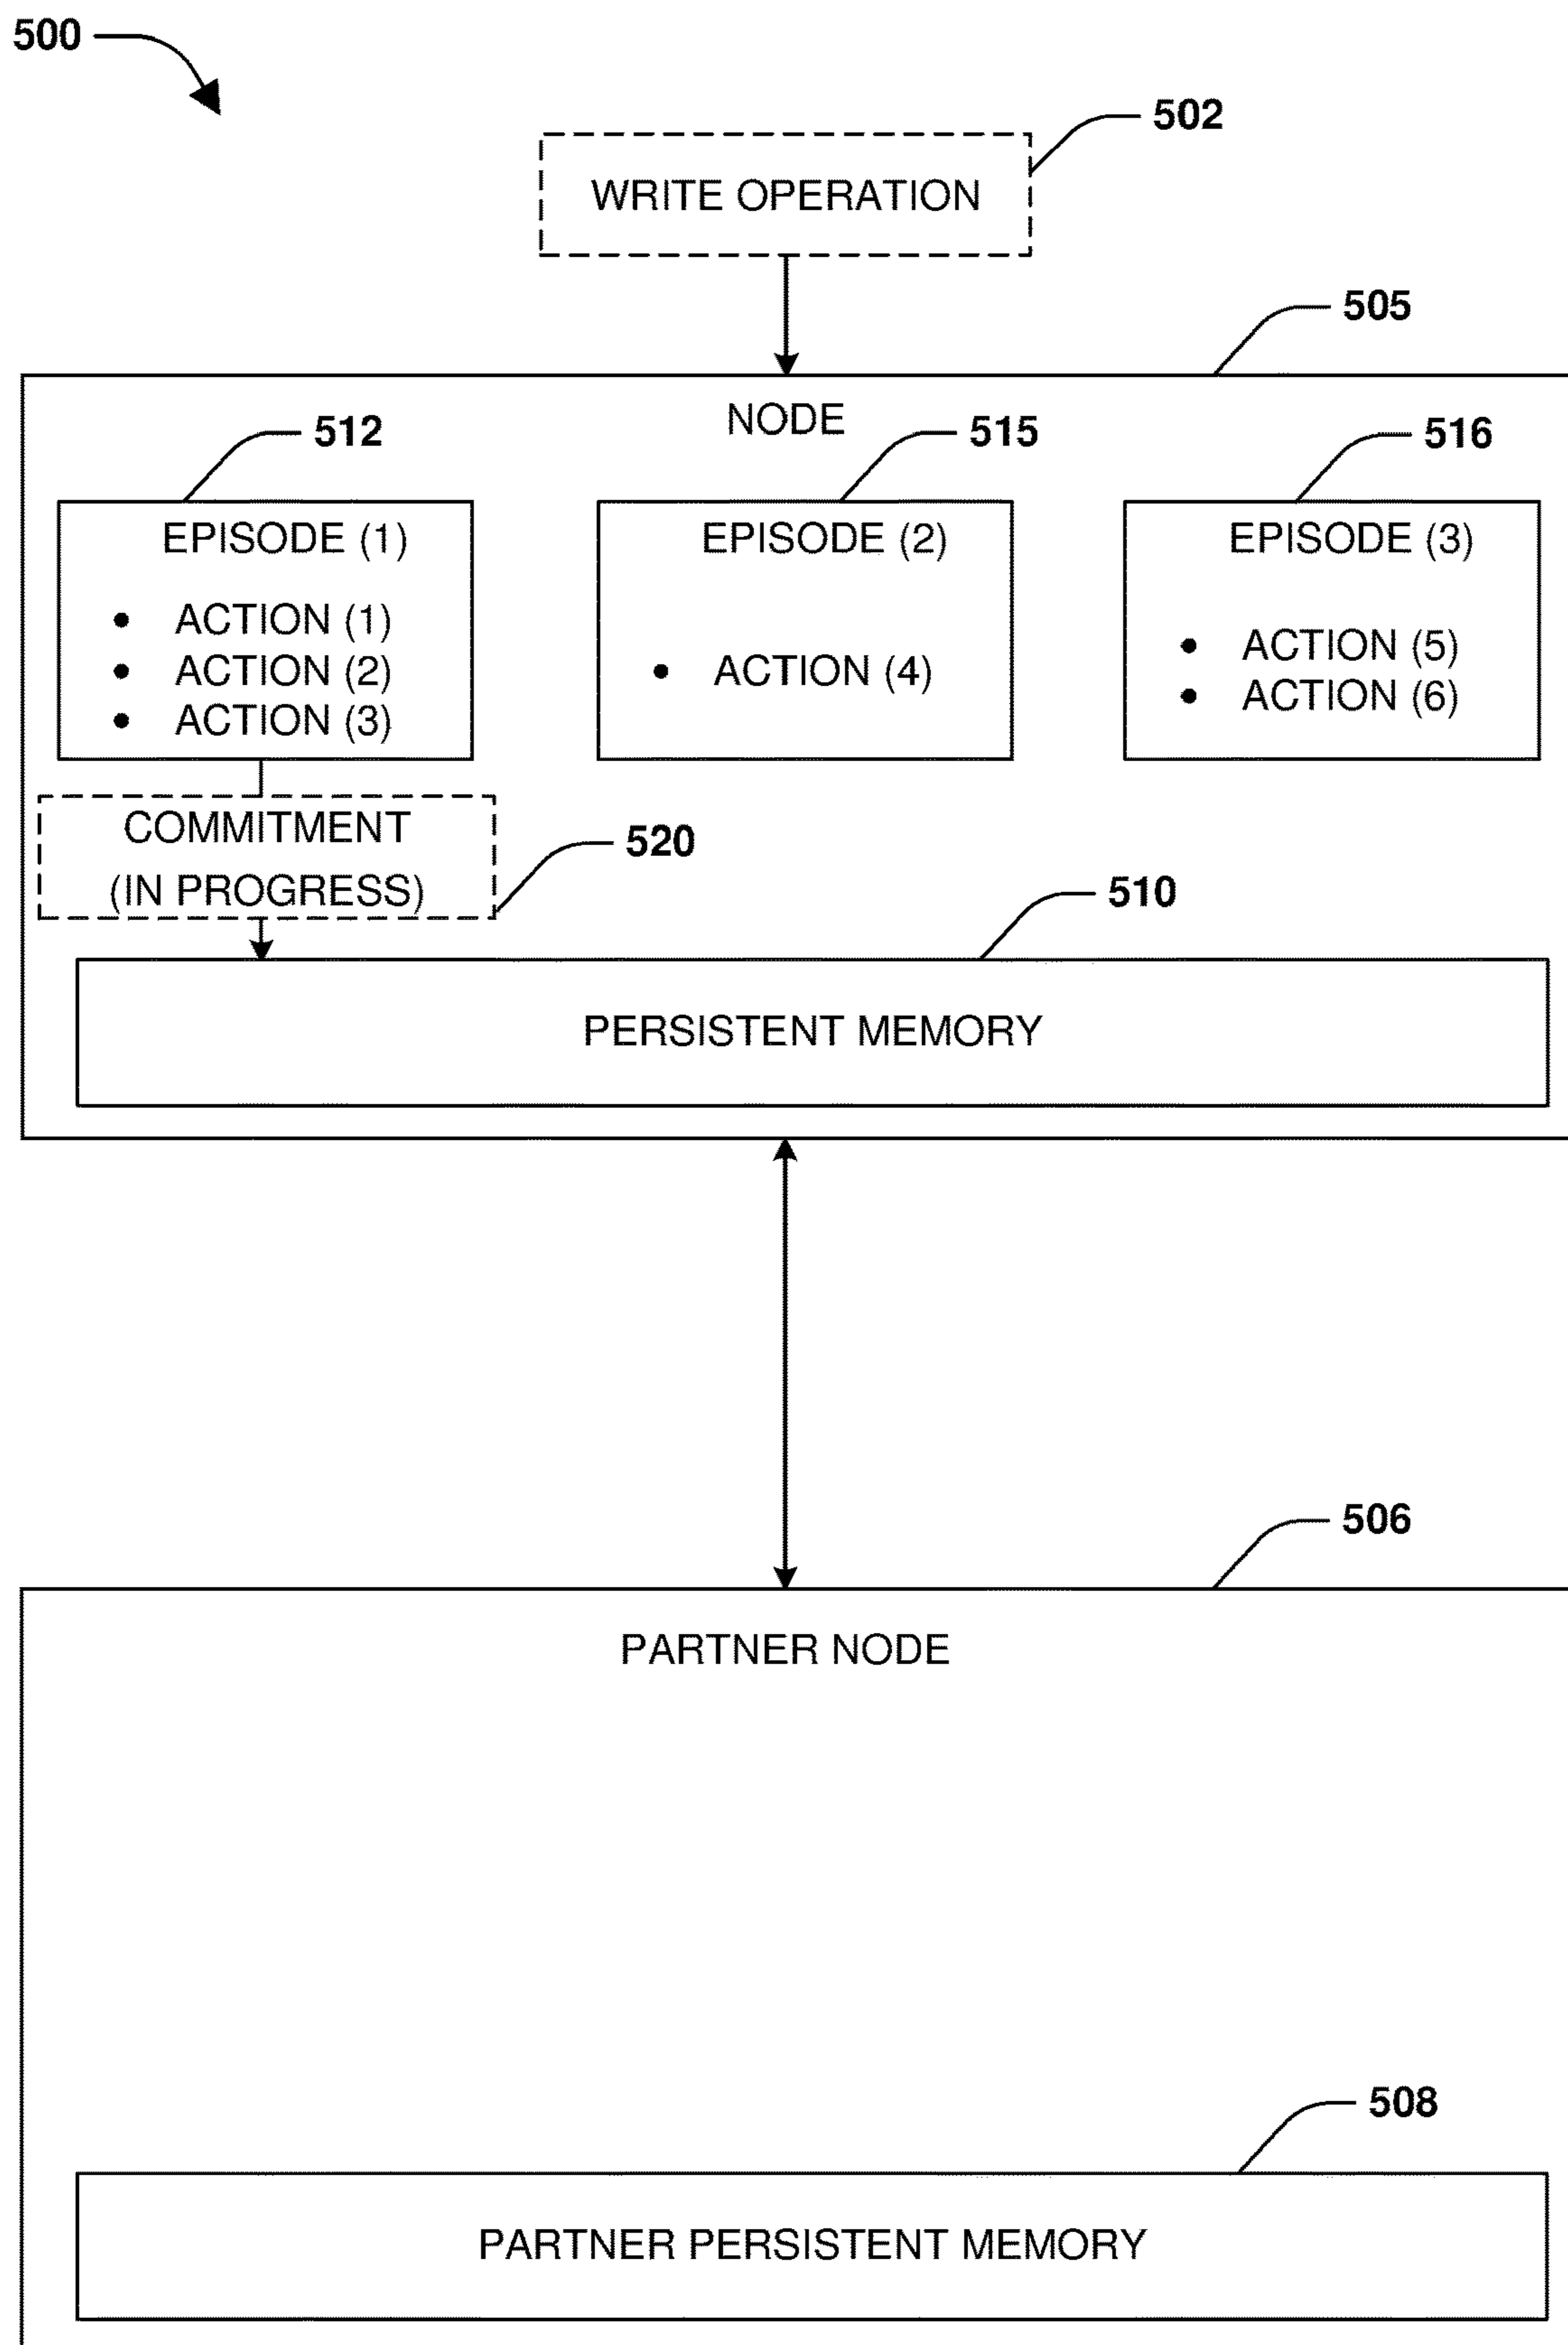 500
502
WRITE OPERATION
505
NODE
512
515
516
EPISODE (1)
• ACTION (1)
• ACTION (2)
• ACTION (3)
EPISODE (2)
• ACTION (4)
EPISODE (3)
• ACTION (5)
• ACTION (6)
COMMITMENT
(IN PROGRESS)
520
510
PERSISTENT MEMORY
506
PARTNER NODE
508
PARTNER PERSISTENT MEMORY